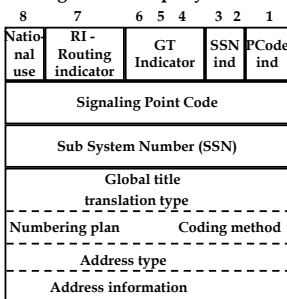 8 7 6 5 4 3 2 1
Natio- RI - GT SSN PCode
nal Routing Indicator ind ind
use indicator
Signaling Point Code
Sub System Number (SSN)
Global title
translation type
Numbering plan Coding method
Address type
Address information